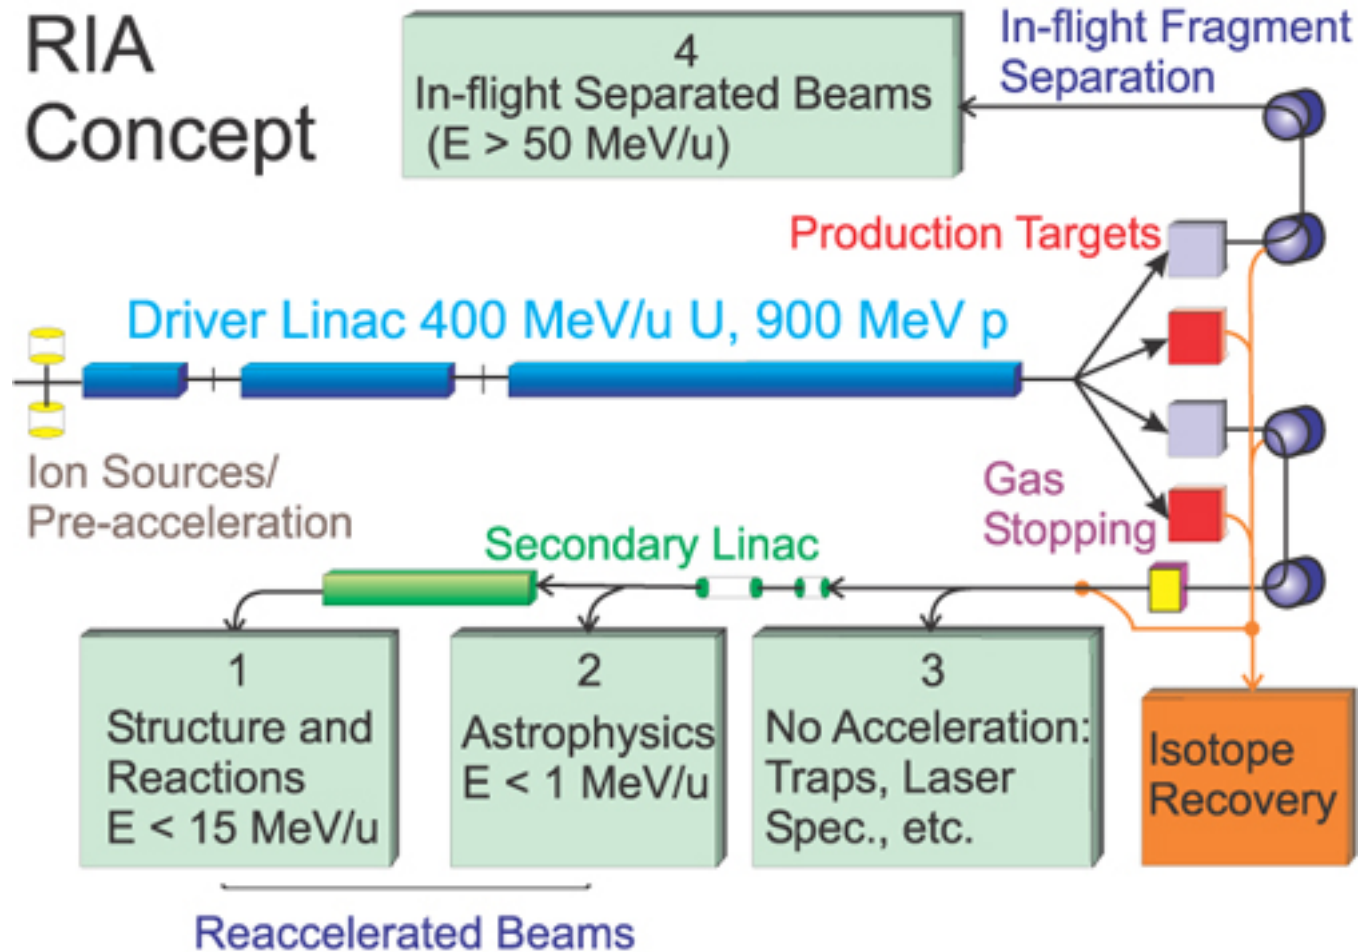 RIA
Concept
4
In-flight Separated Beams
(E > 50 MeV/u)
In-flight Fragment
Separation
Production Targets
Driver Linac 400 MeV/u U, 900 MeV p
Ion Sources/
Pre-acceleration
Gas
Stopping
Secondary Linac
1
Structure and
Reactions
E < 15 MeV/u
2
Astrophysics
E < 1 MeV/u
3
No Acceleration:
Traps, Laser
Spec., etc.
Isotope
Recovery
Reaccelerated Beams